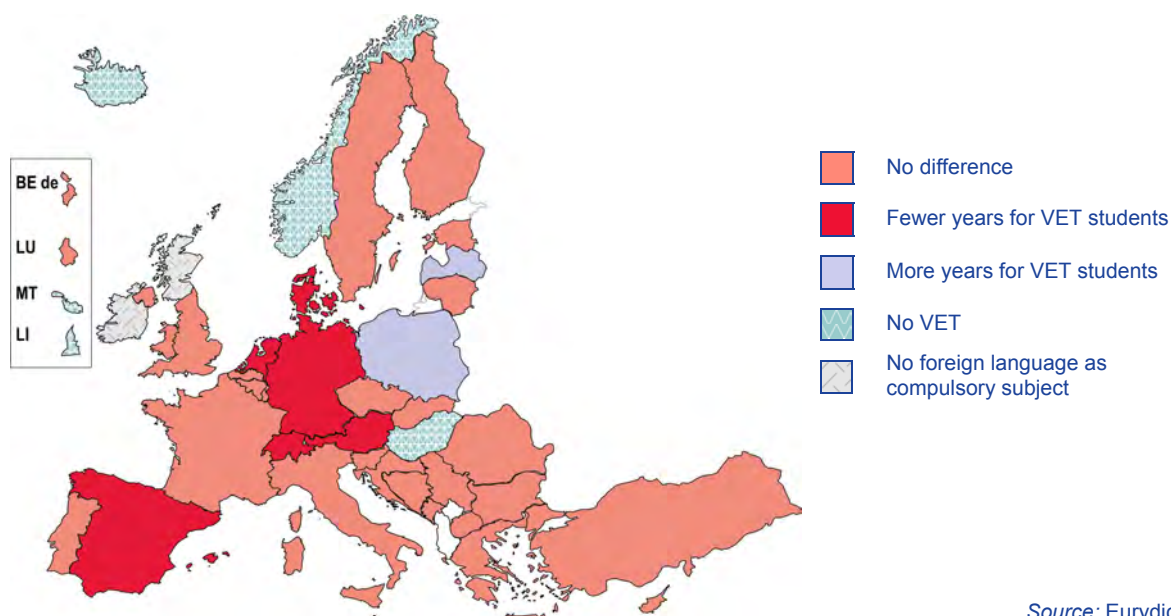 BE de
LU
MT
LI
No difference
Fewer years for VET students
More years for VET students
No VET
No foreign language as
compulsory subject
Source: